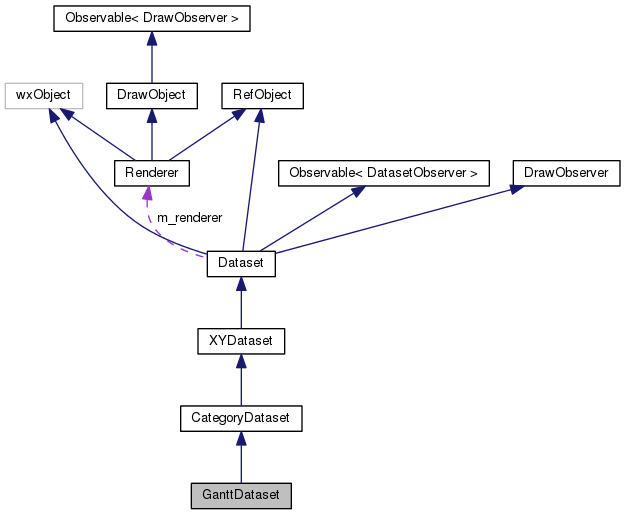 Observable< DrawObserver >
wxObject
DrawObject
RefObject
Renderer
Observable< DatasetObserver >
DrawObserver
m_renderer
Dataset
XYDataset
CategoryDataset
GanttDataset